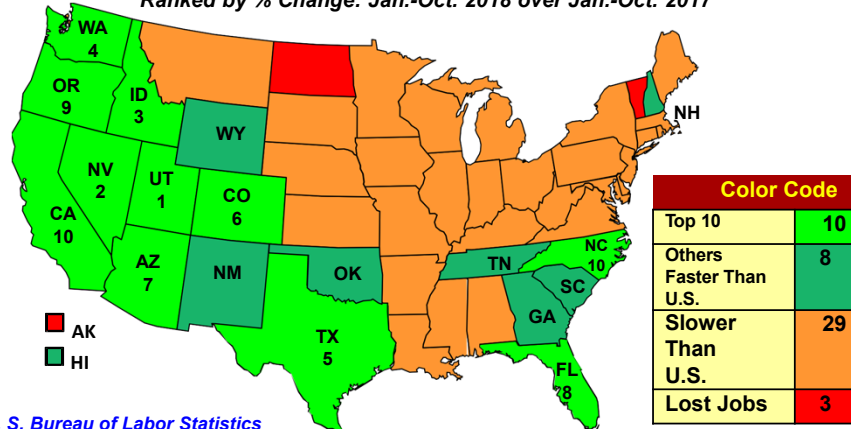 Ranked by % Change: Jan.-Oct. 2018 over Jan.-Oct. 2017
WA
4
OR
9
ID
3
WY
NH
NV
2
UT
1
CO
6
CA
10
AZ
7
NM
OK
TN
NC
10
SC
GA
TX
5
FL
8
AK
HI
Color Code
Top 10 10
Others 8
Faster Than
U.S.
Slower 29
Than
U.S.
Lost Jobs 3
S. Bureau of Labor Statistics